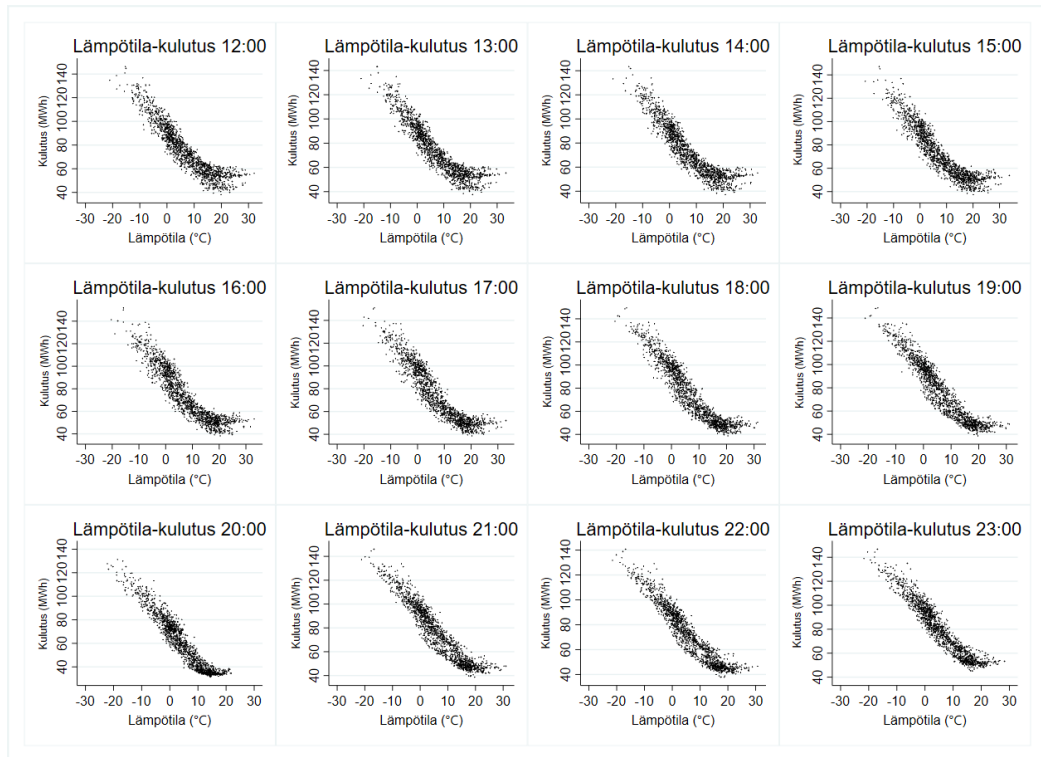 Lämpötila-kulutus 12:00
Kulutus (MWh)
40 60 80 100 120 140
-30 -20 -10 0 10 20 30
Lämpötila (°C)
Lämpötila-kulutus 13:00
Kulutus (MWh)
40 60 80 100 120 140
-30 -20 -10 0 10 20 30
Lämpötila (°C)
Lämpötila-kulutus 14:00
Kulutus (MWh)
40 60 80 100 120 140
-30 -20 -10 0 10 20 30
Lämpötila (°C)
Lämpötila-kulutus 15:00
Kulutus (MWh)
40 60 80 100 120 140
-30 -20 -10 0 10 20 30
Lämpötila (°C)
Lämpötila-kulutus 16:00
Kulutus (MWh)
40 60 80 100 120 140
-30 -20 -10 0 10 20 30
Lämpötila (°C)
Lämpötila-kulutus 17:00
Kulutus (MWh)
40 60 80 100 120 140
-30 -20 -10 0 10 20 30
Lämpötila (°C)
Lämpötila-kulutus 18:00
Kulutus (MWh)
40 60 80 100 120 140
-30 -20 -10 0 10 20 30
Lämpötila (°C)
Lämpötila-kulutus 19:00
Kulutus (MWh)
40 60 80 100 120 140
-30 -20 -10 0 10 20 30
Lämpötila (°C)
Lämpötila-kulutus 20:00
Kulutus (MWh)
40 60 80 100 120 140
-30 -20 -10 0 10 20 30
Lämpötila (°C)
Lämpötila-kulutus 21:00
Kulutus (MWh)
40 60 80 100 120 140
-30 -20 -10 0 10 20 30
Lämpötila (°C)
Lämpötila-kulutus 22:00
Kulutus (MWh)
40 60 80 100 120 140
-30 -20 -10 0 10 20 30
Lämpötila (°C)
Lämpötila-kulutus 23:00
Kulutus (MWh)
40 60 80 100 120 140
-30 -20 -10 0 10 20 30
Lämpötila (°C)